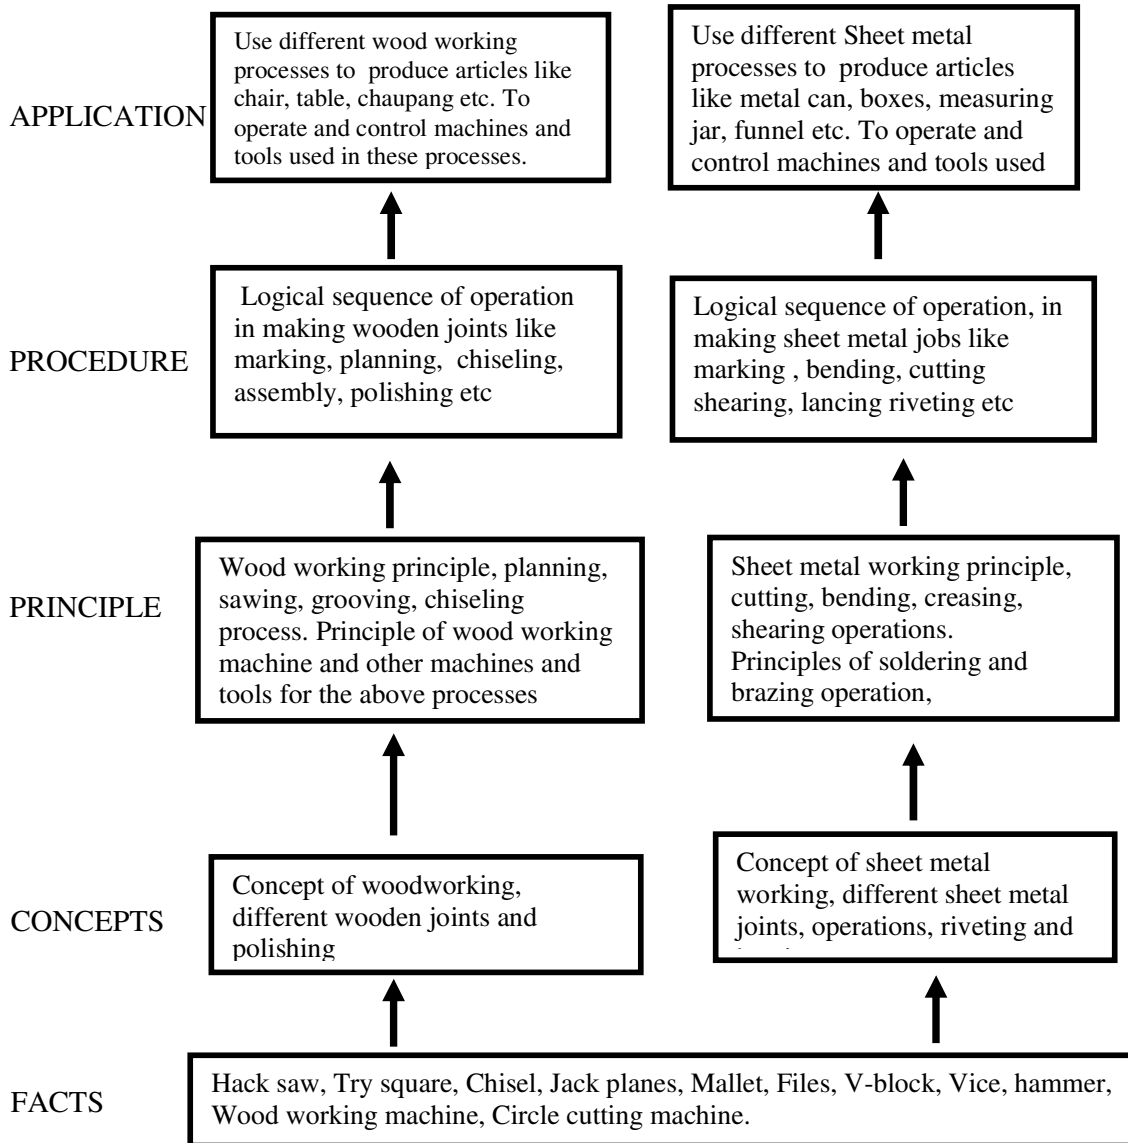 Use different wood working
processes to  produce articles like
chair, table, chaupang etc. To
operate and control machines and
tools used in these processes.
Use different Sheet metal
processes to  produce articles
like metal can, boxes, measuring
jar, funnel etc. To operate and
control machines and tools used
APPLICATION
Logical sequence of operation
in making wooden joints like
marking, planning,  chiseling,
assembly, polishing etc
Logical sequence of operation, in
making sheet metal jobs like
marking , bending, cutting
shearing, lancing riveting etc
PROCEDURE
Wood working principle, planning,
sawing, grooving, chiseling
process. Principle of wood working
machine and other machines and
tools for the above processes
Sheet metal working principle,
cutting, bending, creasing,
shearing operations.
Principles of soldering and
brazing operation,
PRINCIPLE
Concept of woodworking,
different wooden joints and
polishing
Concept of sheet metal
working, different sheet metal
joints, operations, riveting and
CONCEPTS
Hack saw, Try square, Chisel, Jack planes, Mallet, Files, V-block, Vice, hammer,
Wood working machine, Circle cutting machine.
FACTS